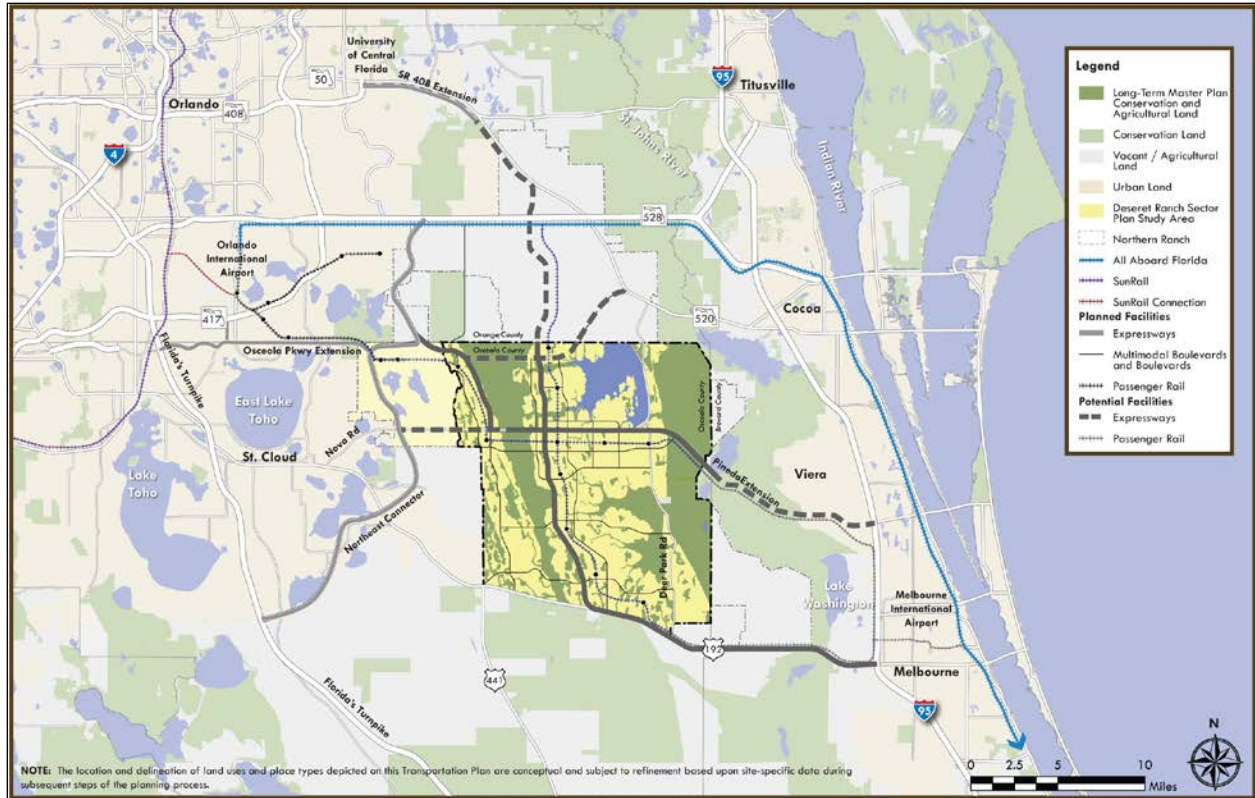 University
of Central
Florida
50
SR 408 Extension
Orlando
408
4
95
Titusville
St. Johns River
Indian River
528
Orlando
International
Airport
417
Osceola Pkwy Extension
Orange County
Osceola County
520
Cocoa
Florida's Turnpike
East Lake
Toho
Nova Rd
St. Cloud
Lake
Toho
Northeast Connector
Osceola County
Brevard County
Pineda Extension
Viera
Deer Park Rd
Lake
Washington
Melbourne
International
Airport
192
Melbourne
441
Florida's Turnpike
95
Legend
Long-Term Master Plan
Conservation and
Agricultural Land
Conservation Land
Vacant / Agricultural
Land
Urban Land
Deseret Ranch Sector
Plan Study Area
Northern Ranch
All Aboard Florida
SunRail
SunRail Connection
Planned Facilities
Expressways
Multimodal Boulevards
and Boulevards
Passenger Rail
Potential Facilities
Expressways
Passenger Rail
N
0 2.5 5 10
Miles
NOTE: The location and delineation of land uses and place types depicted on this Transportation Plan are conceptual and subject to refinement based upon site-specific data during
subsequent steps of the planning process.